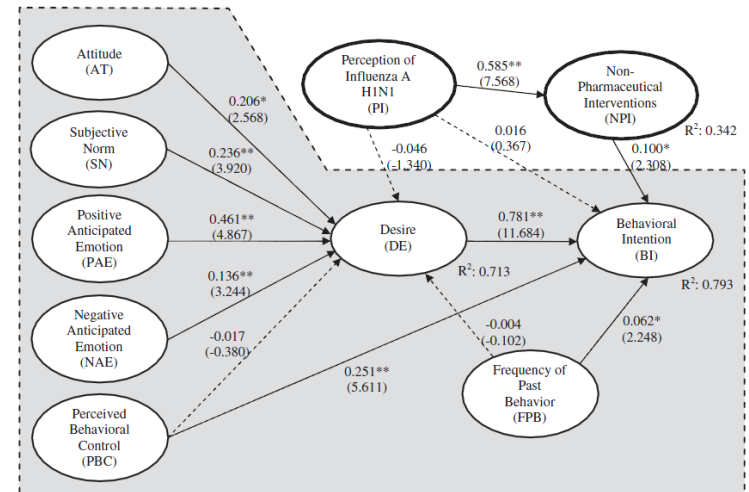 Attitude
(AT)
Subjective
Norm
(SN)
Positive
Anticipated
Emotion
(PAE)
Negative
Anticipated
Emotion
(NAE)
Perceived
Behavioral
Control
(PBC)
Perception of
Influenza A
H1N1
(PI)
0.585**
(7.568)
Non-
Pharmaceutical
Interventions
(NPI)
R²: 0.342
0.206*
(2.568)
0.236**
(3.920)
0.461**
(4.867)
0.136**
(3.244)
-0.017
(-0.380)
-0.046
(-1.340)
0.016
(0.367)
0.100*
(2.308)
Desire
(DE)
R²: 0.713
0.781**
(11.684)
Behavioral
Intention
(BI)
R²: 0.793
0.251**
(5.611)
-0.004
(-0.102)
0.062*
(2.248)
Frequency of
Past
Behavior
(FPB)